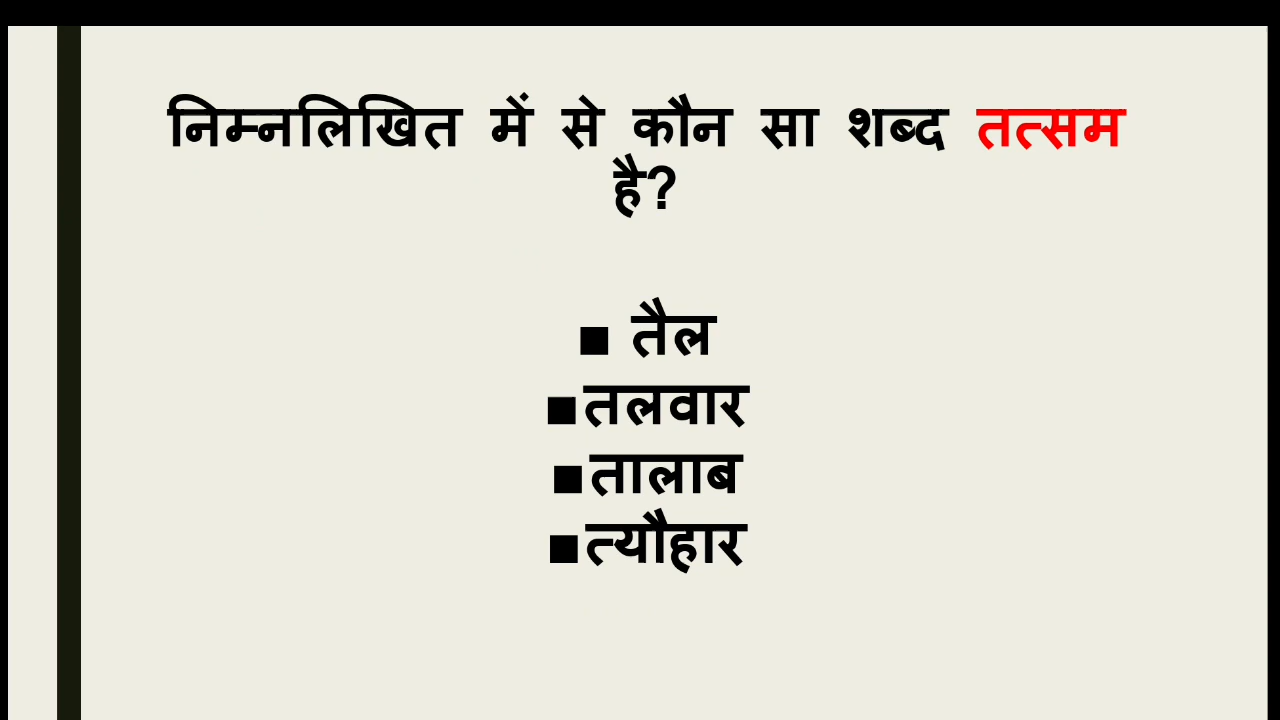 निम्नलिखित में से कौन सा शब्द तत्सम
है?
■ तैल
■तलवार
■तालाब
■त्यौहार